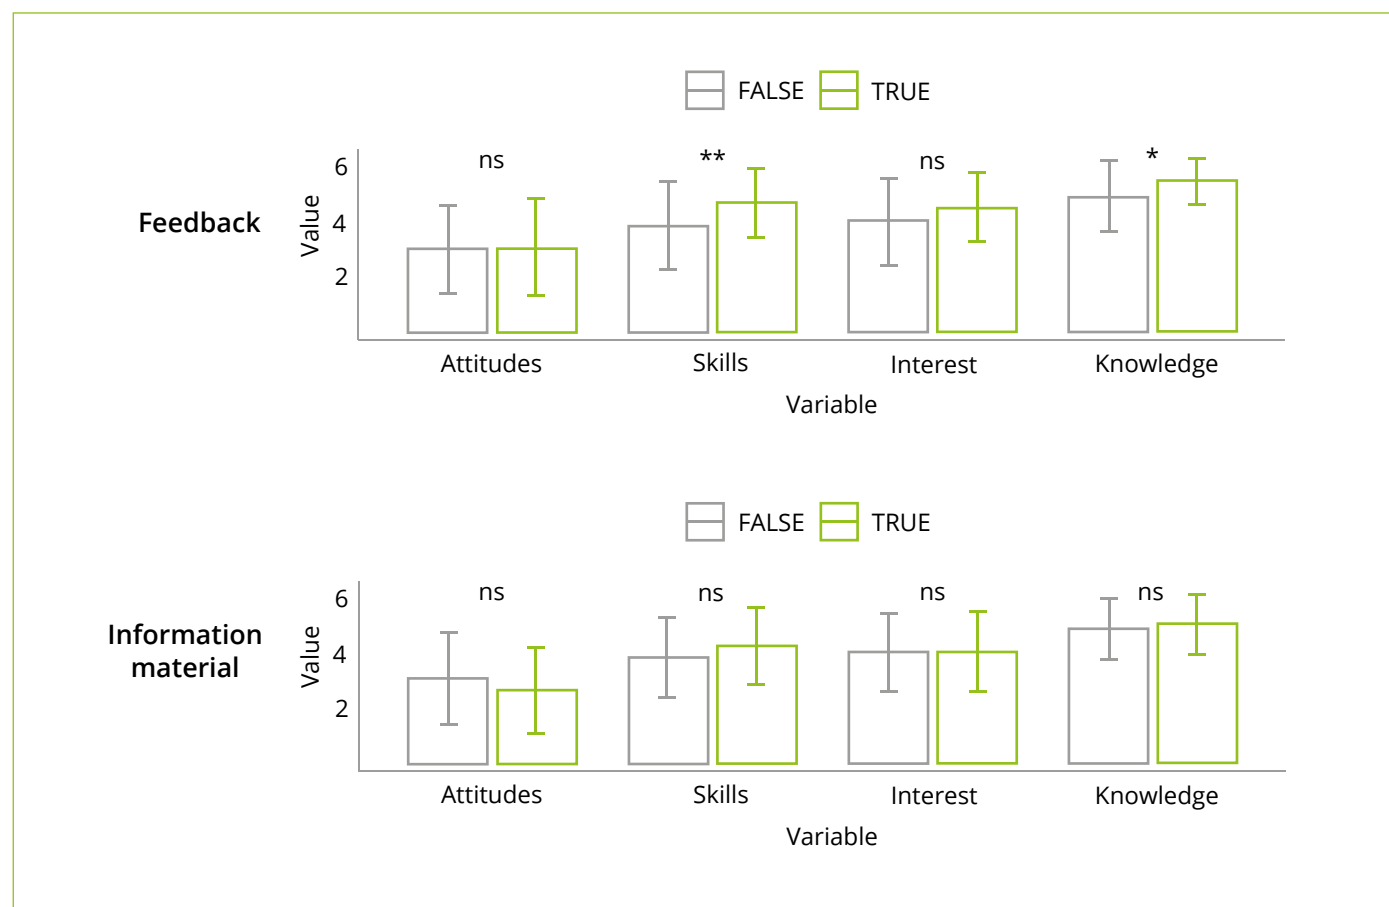 FALSE TRUE
Feedback
Value
6
4
2
ns ** ns *
Attitudes Skills Interest Knowledge
Variable
FALSE TRUE
Information
material
Value
6
4
2
ns ns ns ns
Attitudes Skills Interest Knowledge
Variable